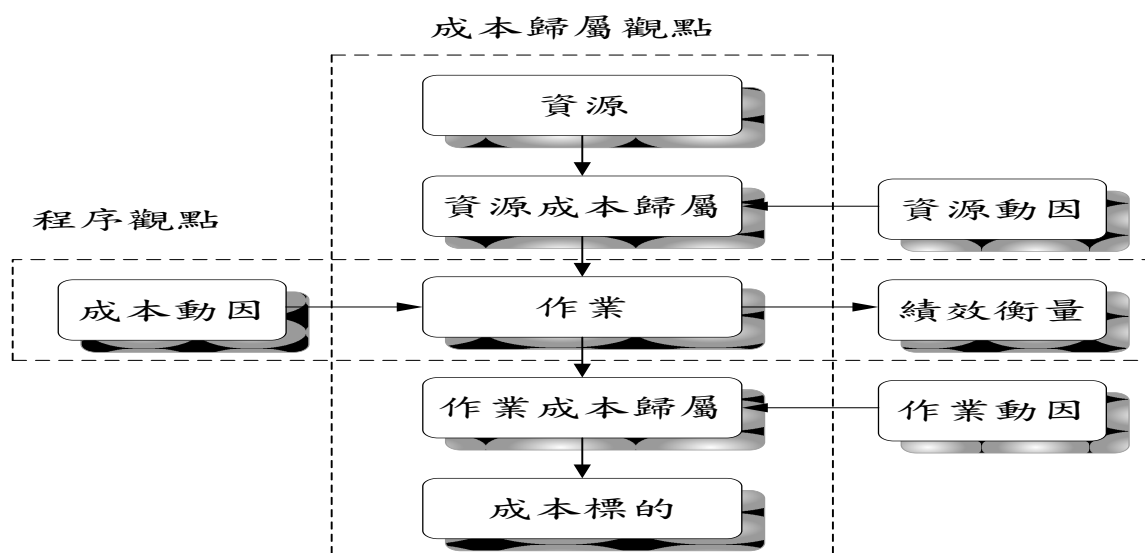 成本歸屬觀點
資源
資源成本歸屬
資源動因
程序觀點
成本動因
作業
績效衡量
作業成本歸屬
作業動因
成本標的